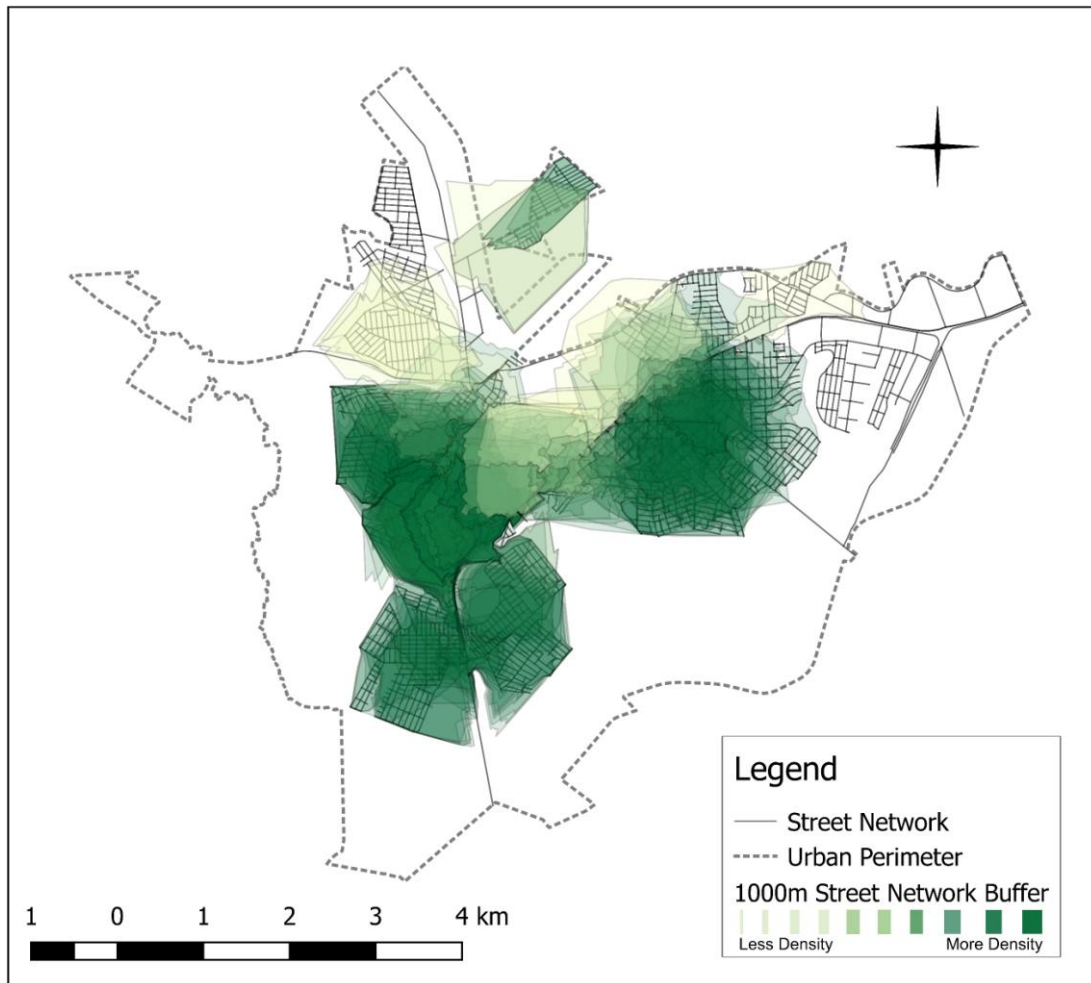 Legend
Street Network
Urban Perimeter
1000m Street Network Buffer
Less Density More Density
1 0 1 2 3 4 km